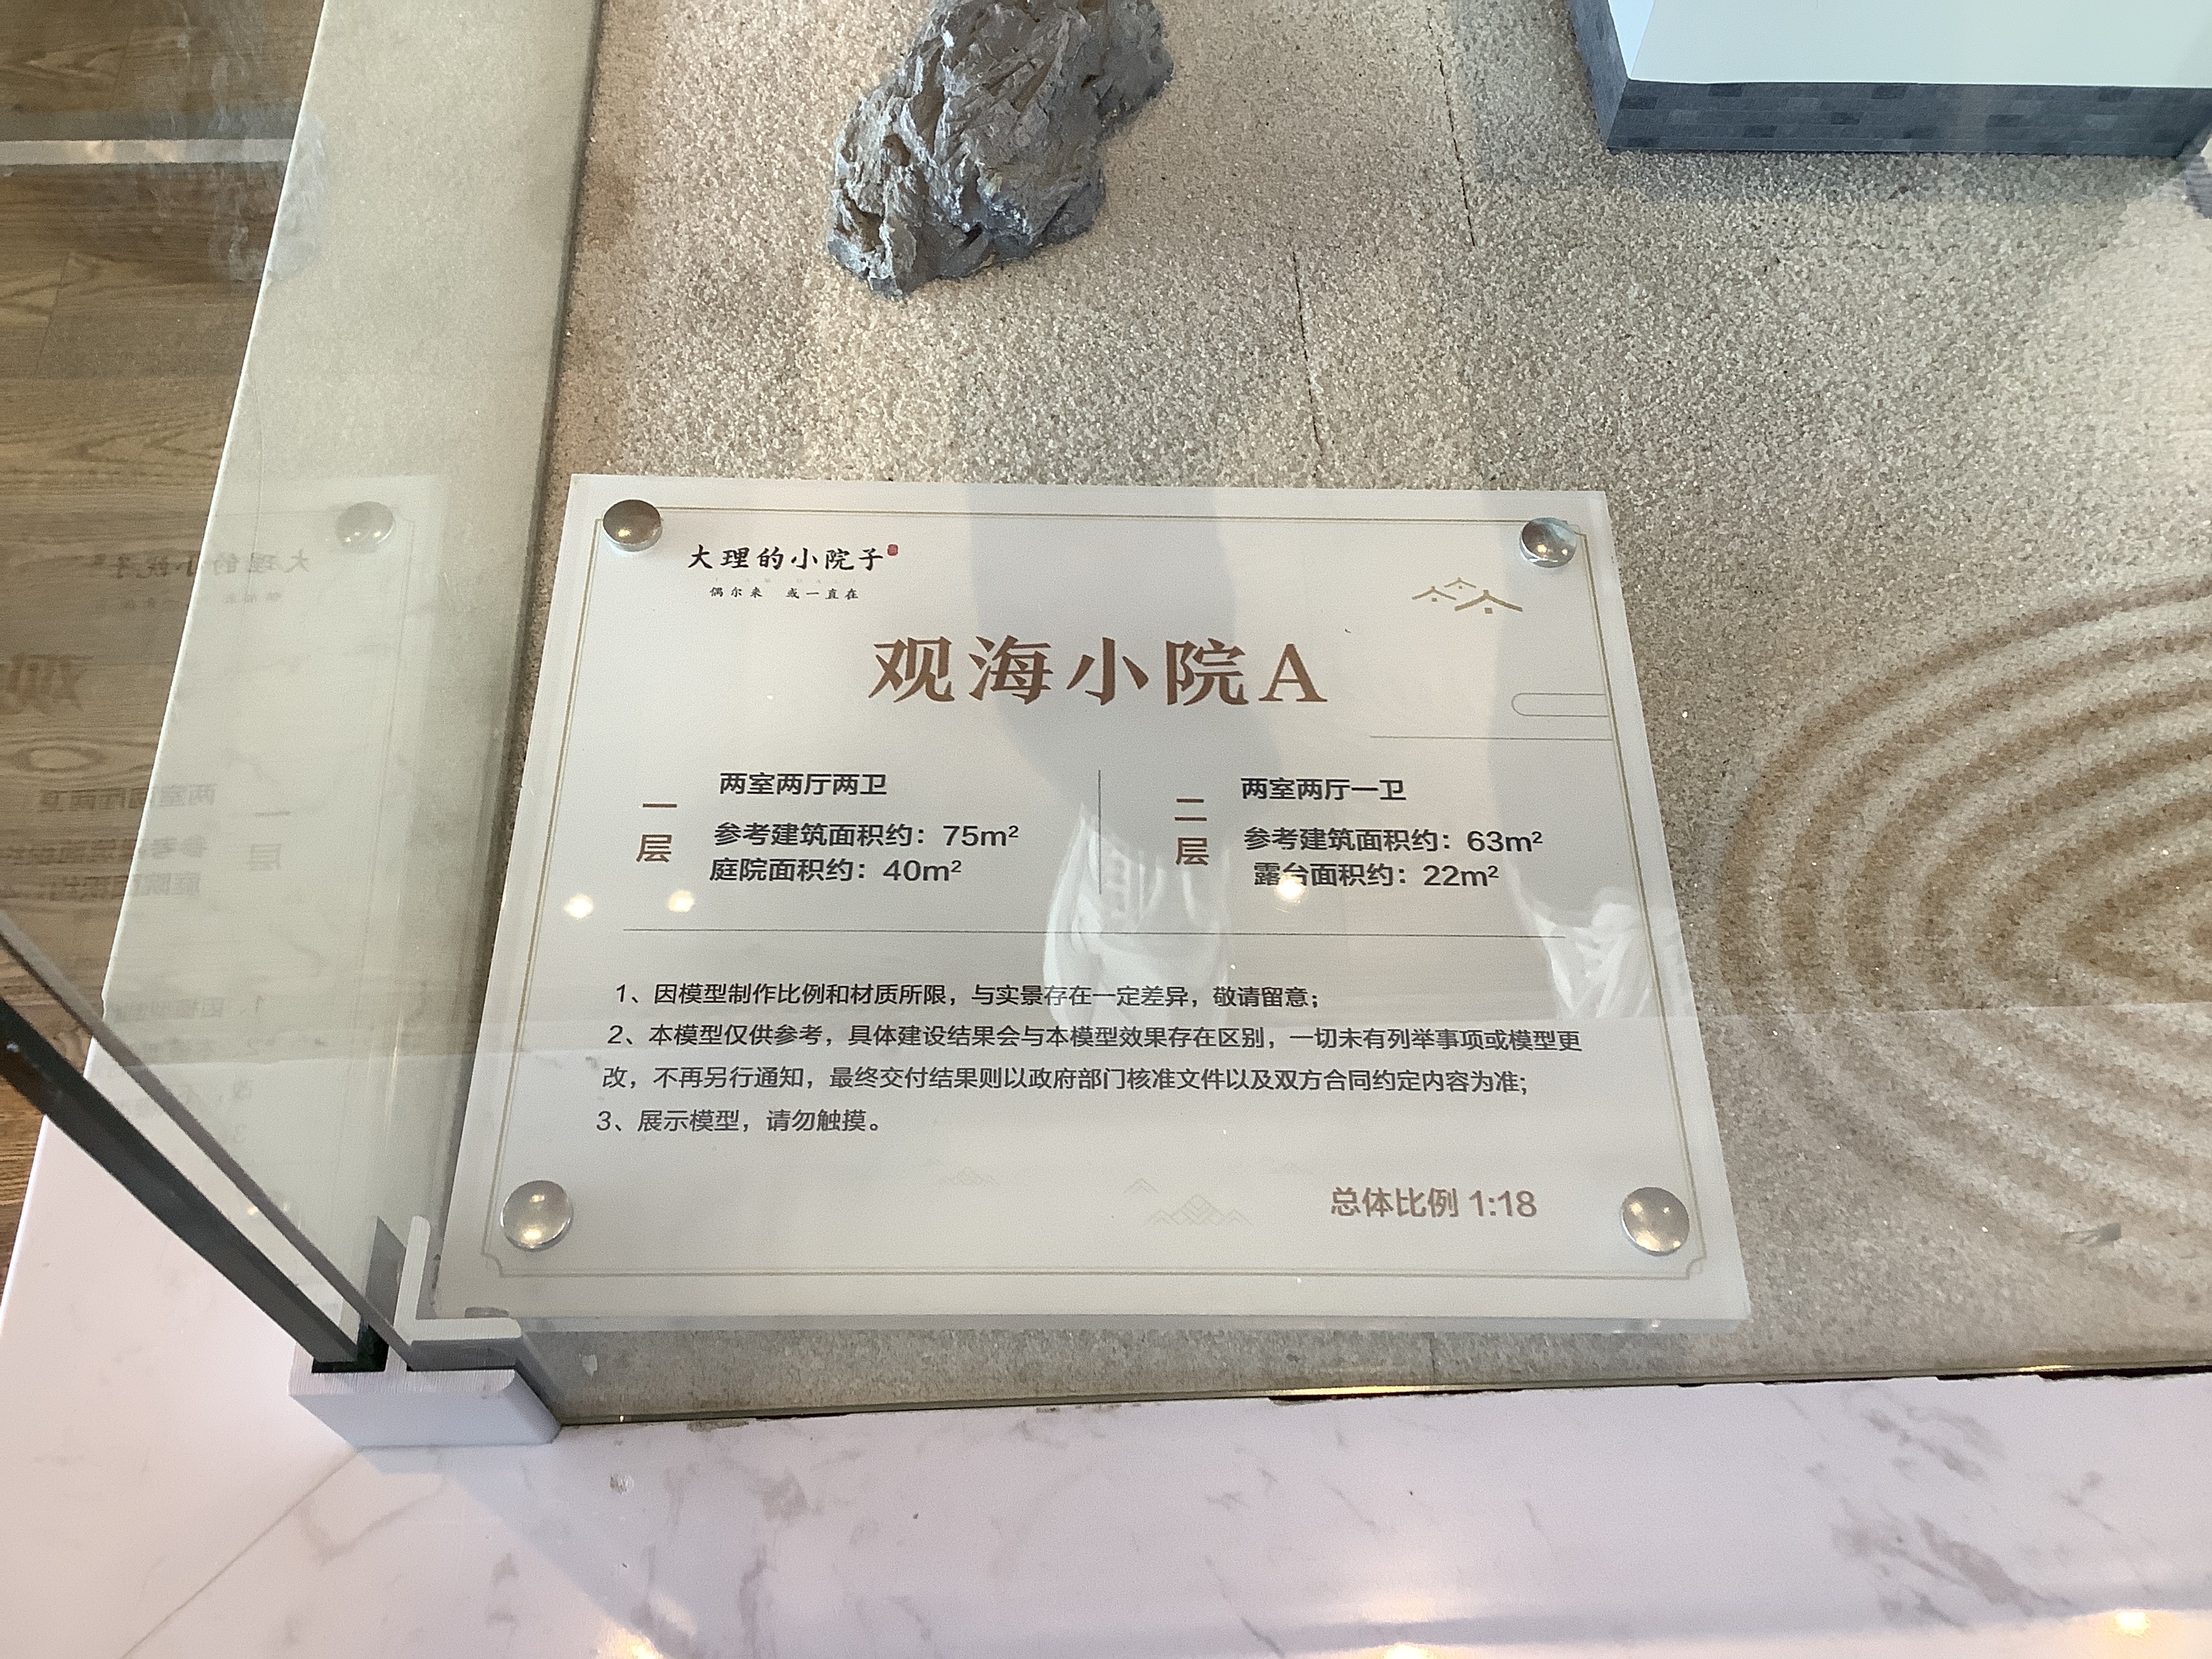 大理的小院子
偶尔来 或一直在
观海小院A
一层
两室两厅两卫
参考建筑面积约：75m²
庭院面积约：40m²
二层
两室两厅一卫
参考建筑面积约：63m²
露台面积约：22m²
1、因模型制作比例和材质所限，与实景存在一定差异，敬请留意；
2、本模型仅供参考，具体建设结果会与本模型效果存在区别，一切未有列举事项或模型更
改，不再另行通知，最终交付结果则以政府部门核准文件以及双方合同约定内容为准；
3、展示模型，请勿触摸。
总体比例 1:18